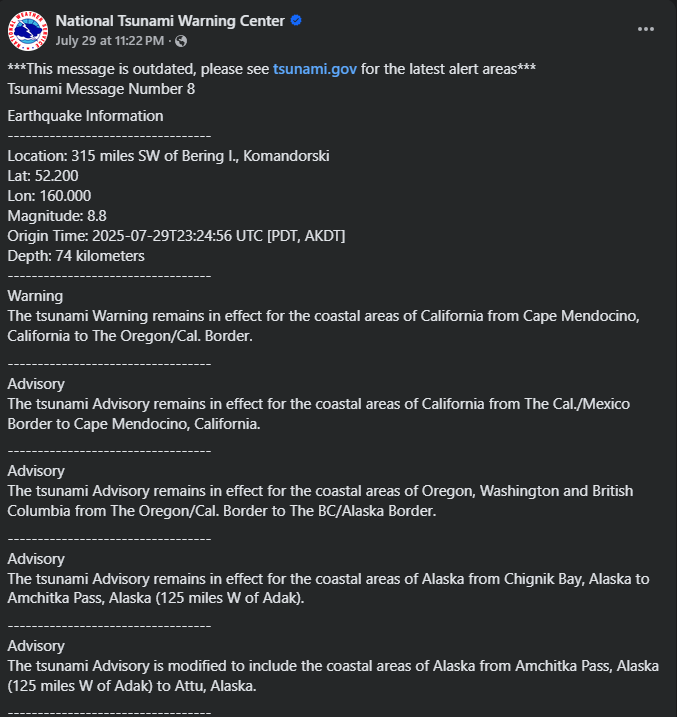 National Tsunami Warning Center
July 29 at 11:22 PM ·
***This message is outdated, please see tsunami.gov for the latest alert areas***
Tsunami Message Number 8
Earthquake Information
----------------------------------
Location: 315 miles SW of Bering I., Komandorski
Lat: 52.200
Lon: 160.000
Magnitude: 8.8
Origin Time: 2025-07-29T23:24:56 UTC [PDT, AKDT]
Depth: 74 kilometers
----------------------------------
Warning
The tsunami Warning remains in effect for the coastal areas of California from Cape Mendocino,
California to The Oregon/Cal. Border.
----------------------------------
Advisory
The tsunami Advisory remains in effect for the coastal areas of California from The Cal./Mexico
Border to Cape Mendocino, California.
----------------------------------
Advisory
The tsunami Advisory remains in effect for the coastal areas of Oregon, Washington and British
Columbia from The Oregon/Cal. Border to The BC/Alaska Border.
----------------------------------
Advisory
The tsunami Advisory remains in effect for the coastal areas of Alaska from Chignik Bay, Alaska to
Amchitka Pass, Alaska (125 miles W of Adak).
----------------------------------
Advisory
The tsunami Advisory is modified to include the coastal areas of Alaska from Amchitka Pass, Alaska
(125 miles W of Adak) to Attu, Alaska.
----------------------------------